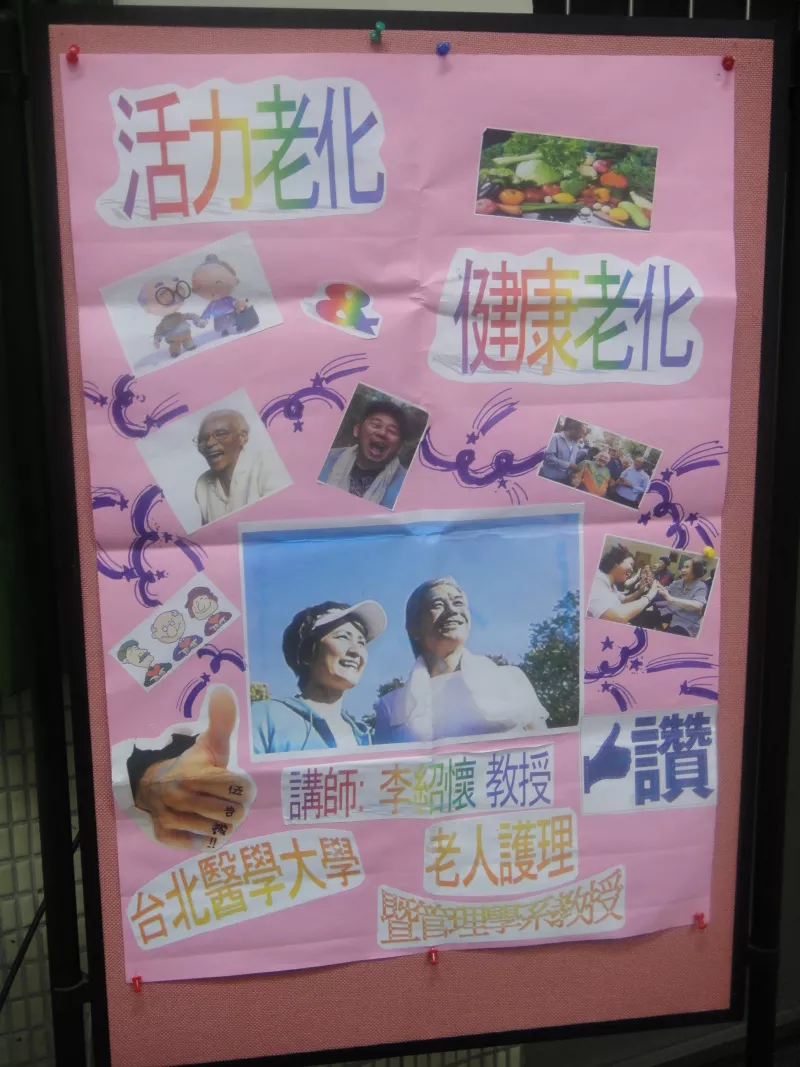 活力老化
&
健康老化
讚
講師: 李紹懷 教授
台北醫學大學
老人護理
暨管理學系教授